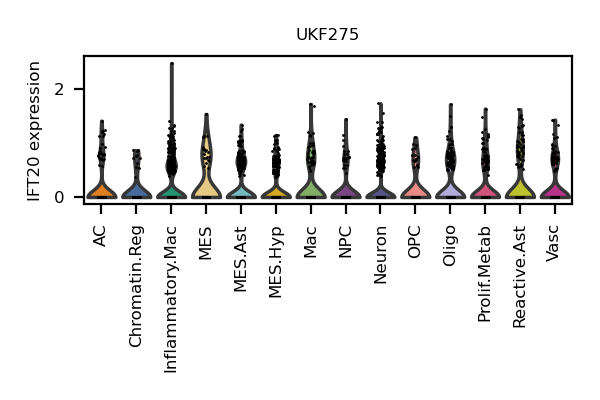 UKF275
IFT20 expression
2
0
AC
Chromatin.Reg
Inflammatory.Mac
MES
MES.Ast
MES.Hyp
Mac
NPC
Neuron
OPC
Oligo
Prolif.Metab
Reactive.Ast
Vasc